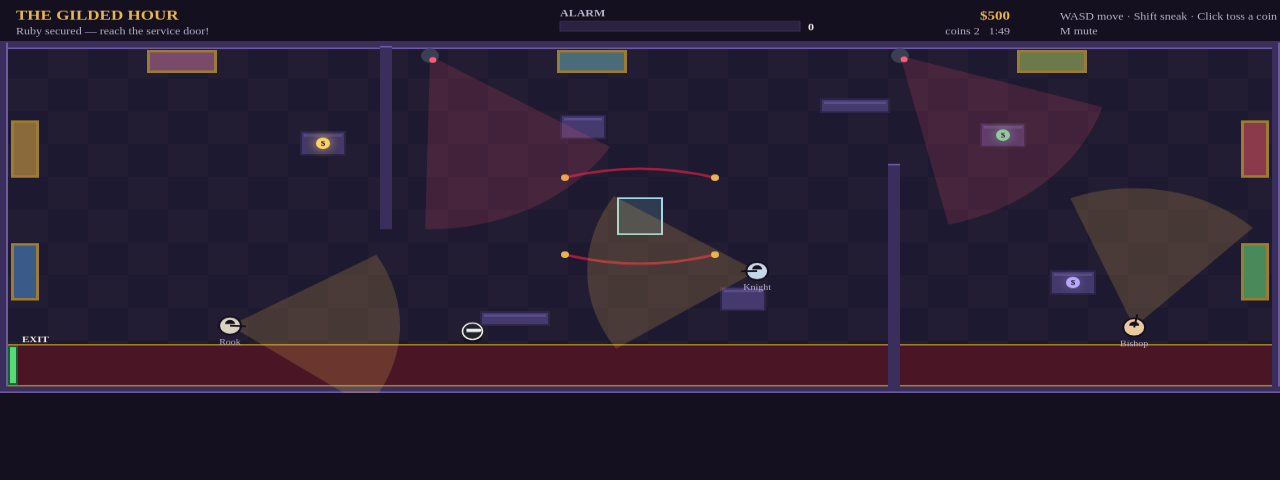 THE GILDED HOUR
Ruby secured — reach the service door!
ALARM
0
$500
coins 2 1:49
WASD move · Shift sneak · Click toss a coin
M mute
$
$
$
Knight
Rook
Bishop
EXIT